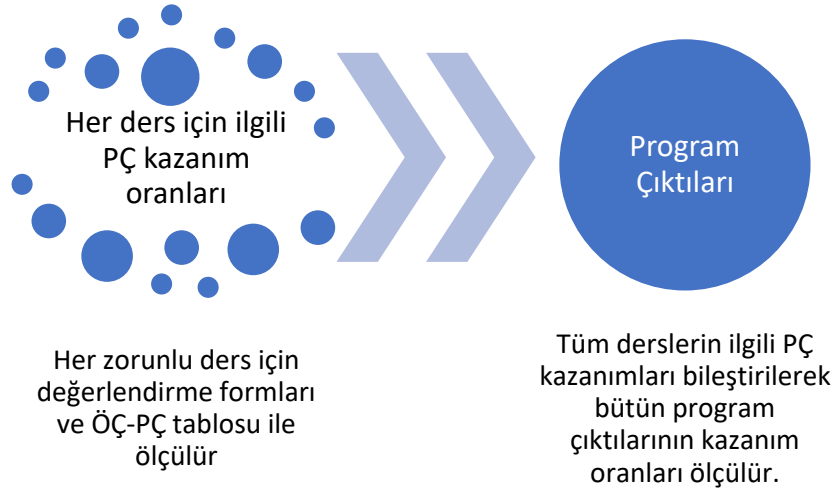 Her ders için ilgili
PÇ kazanım
oranları
Program
Çıktıları
Her zorunlu ders için
değerlendirme formları
ve ÖÇ-PÇ tablosu ile
ölçülür
Tüm derslerin ilgili PÇ
kazanımları bileştirilerek
bütün program
çıktılarının kazanım
oranları ölçülür.